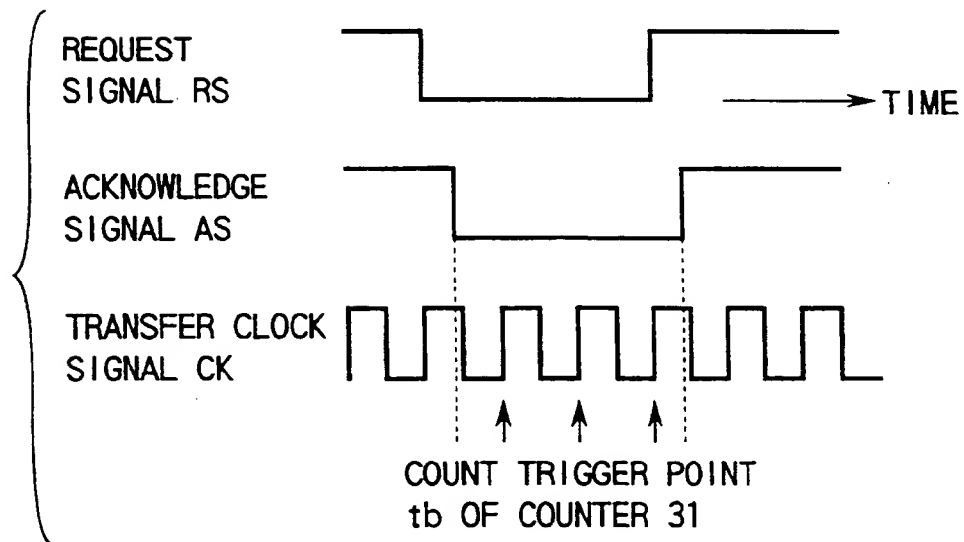 REQUEST
SIGNAL RS
TIME
ACKNOWLEDGE
SIGNAL AS
TRANSFER CLOCK
SIGNAL CK
COUNT TRIGGER POINT
tb OF COUNTER 31